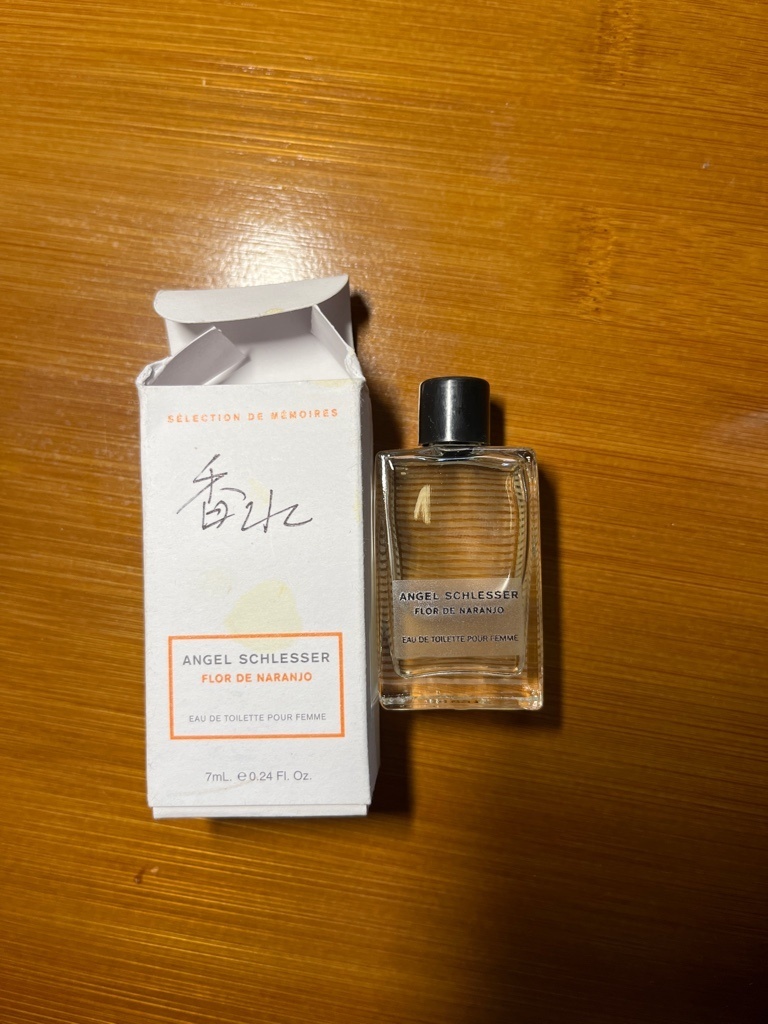 SÉLECTION DE MÉMOIRES
香水
ANGEL SCHLESSER
FLOR DE NARANJO
EAU DE TOILETTE POUR FEMME
7mL. ℮ 0.24 Fl. Oz.
ANGEL SCHLESSER
FLOR DE NARANJO
EAU DE TOILETTE POUR FEMME